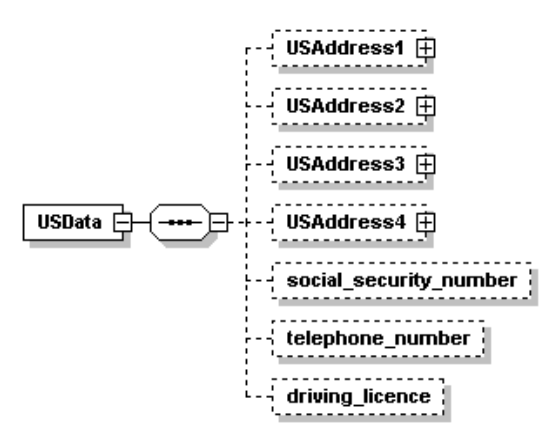 USAddress1
USAddress2
USAddress3
USData
USAddress4
social_security_number
telephone_number
driving_licence